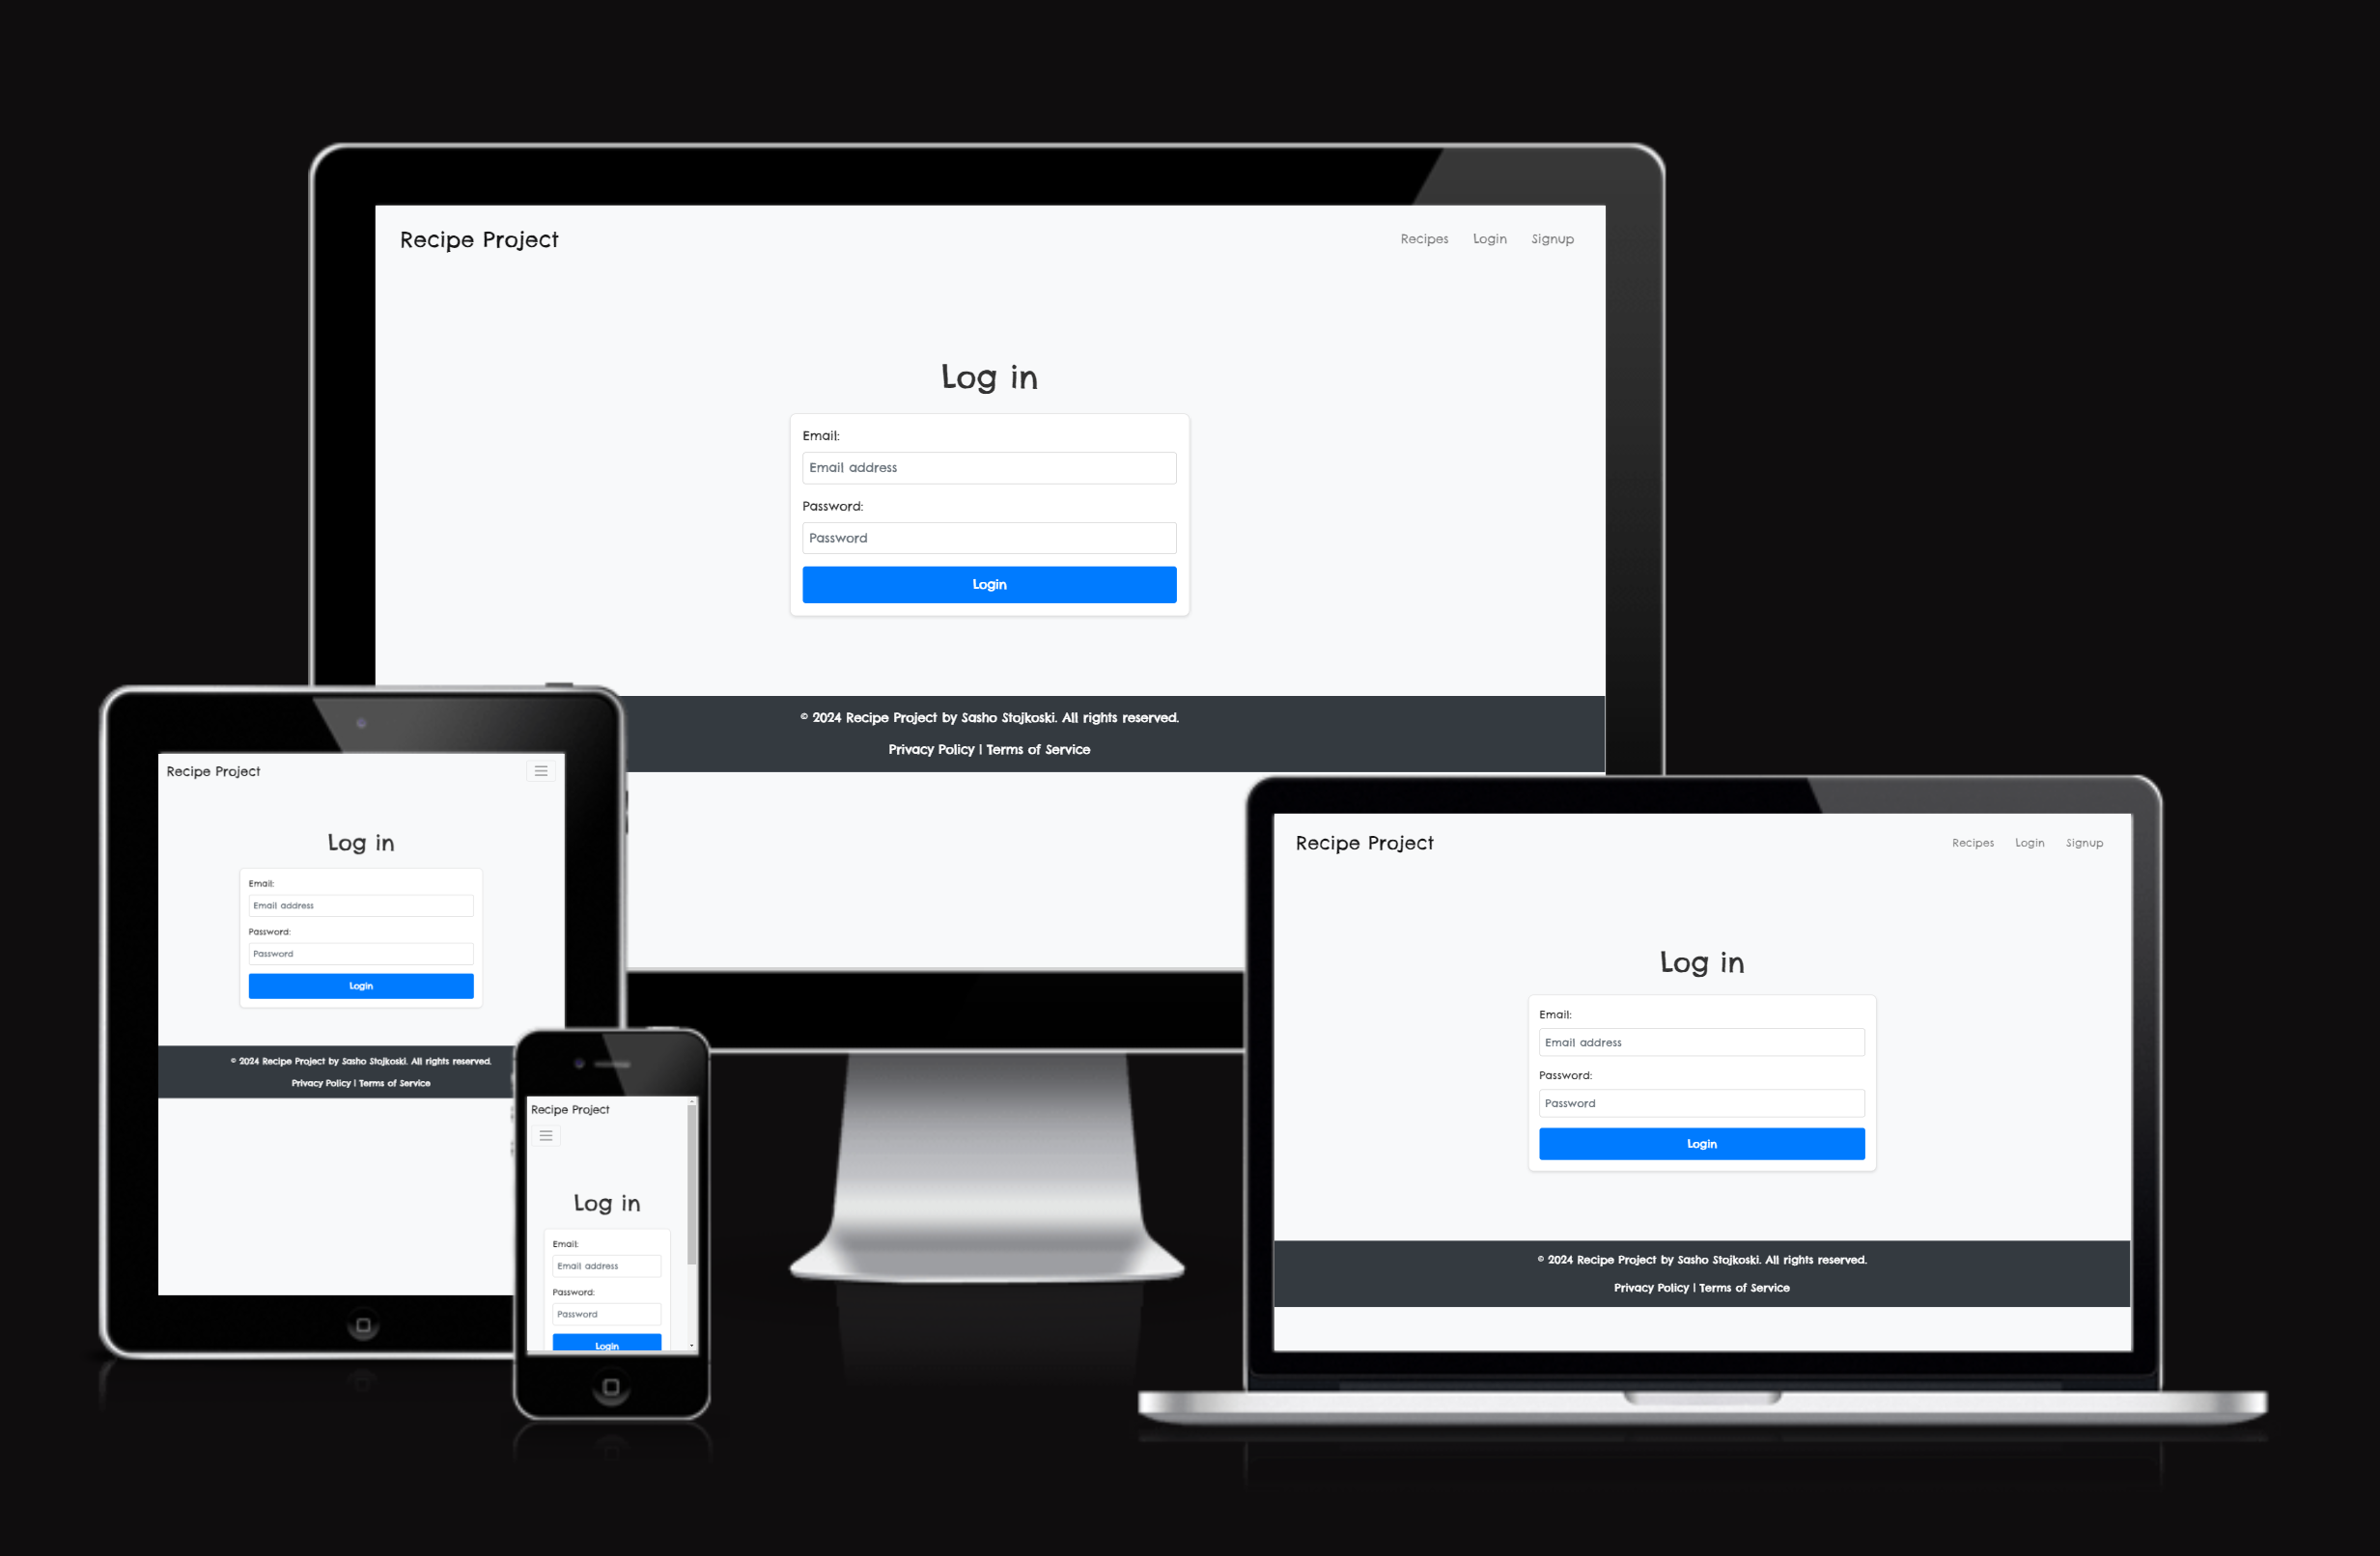 Recipe Project
Recipes Login Signup
Log in
Email:
Email address
Password:
Password
Login
© 2024 Recipe Project by Sasho Stojkoski. All rights reserved.
Privacy Policy | Terms of Service
Recipe Project
Log in
Email:
Email address
Password:
Password
Login
© 2024 Recipe Project by Sasho Stojkoski. All rights reserved.
Privacy Policy | Terms of Service
Recipe Project
Log in
Email:
Email address
Password:
Password
Login
Recipe Project
Recipes Login Signup
Log in
Email:
Email address
Password:
Password
Login
© 2024 Recipe Project by Sasho Stojkoski. All rights reserved.
Privacy Policy | Terms of Service